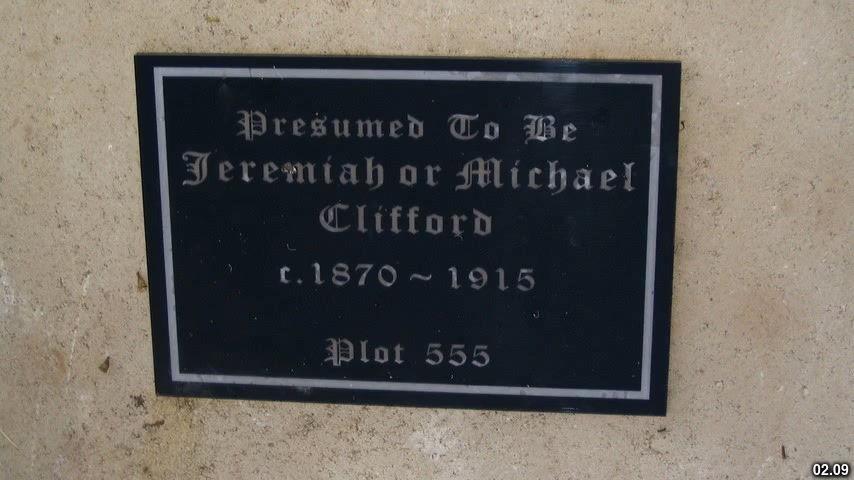 Presumed To Be
Jeremiah or Michael
Clifford
c. 1870 ~ 1915
Plot 555
02.09